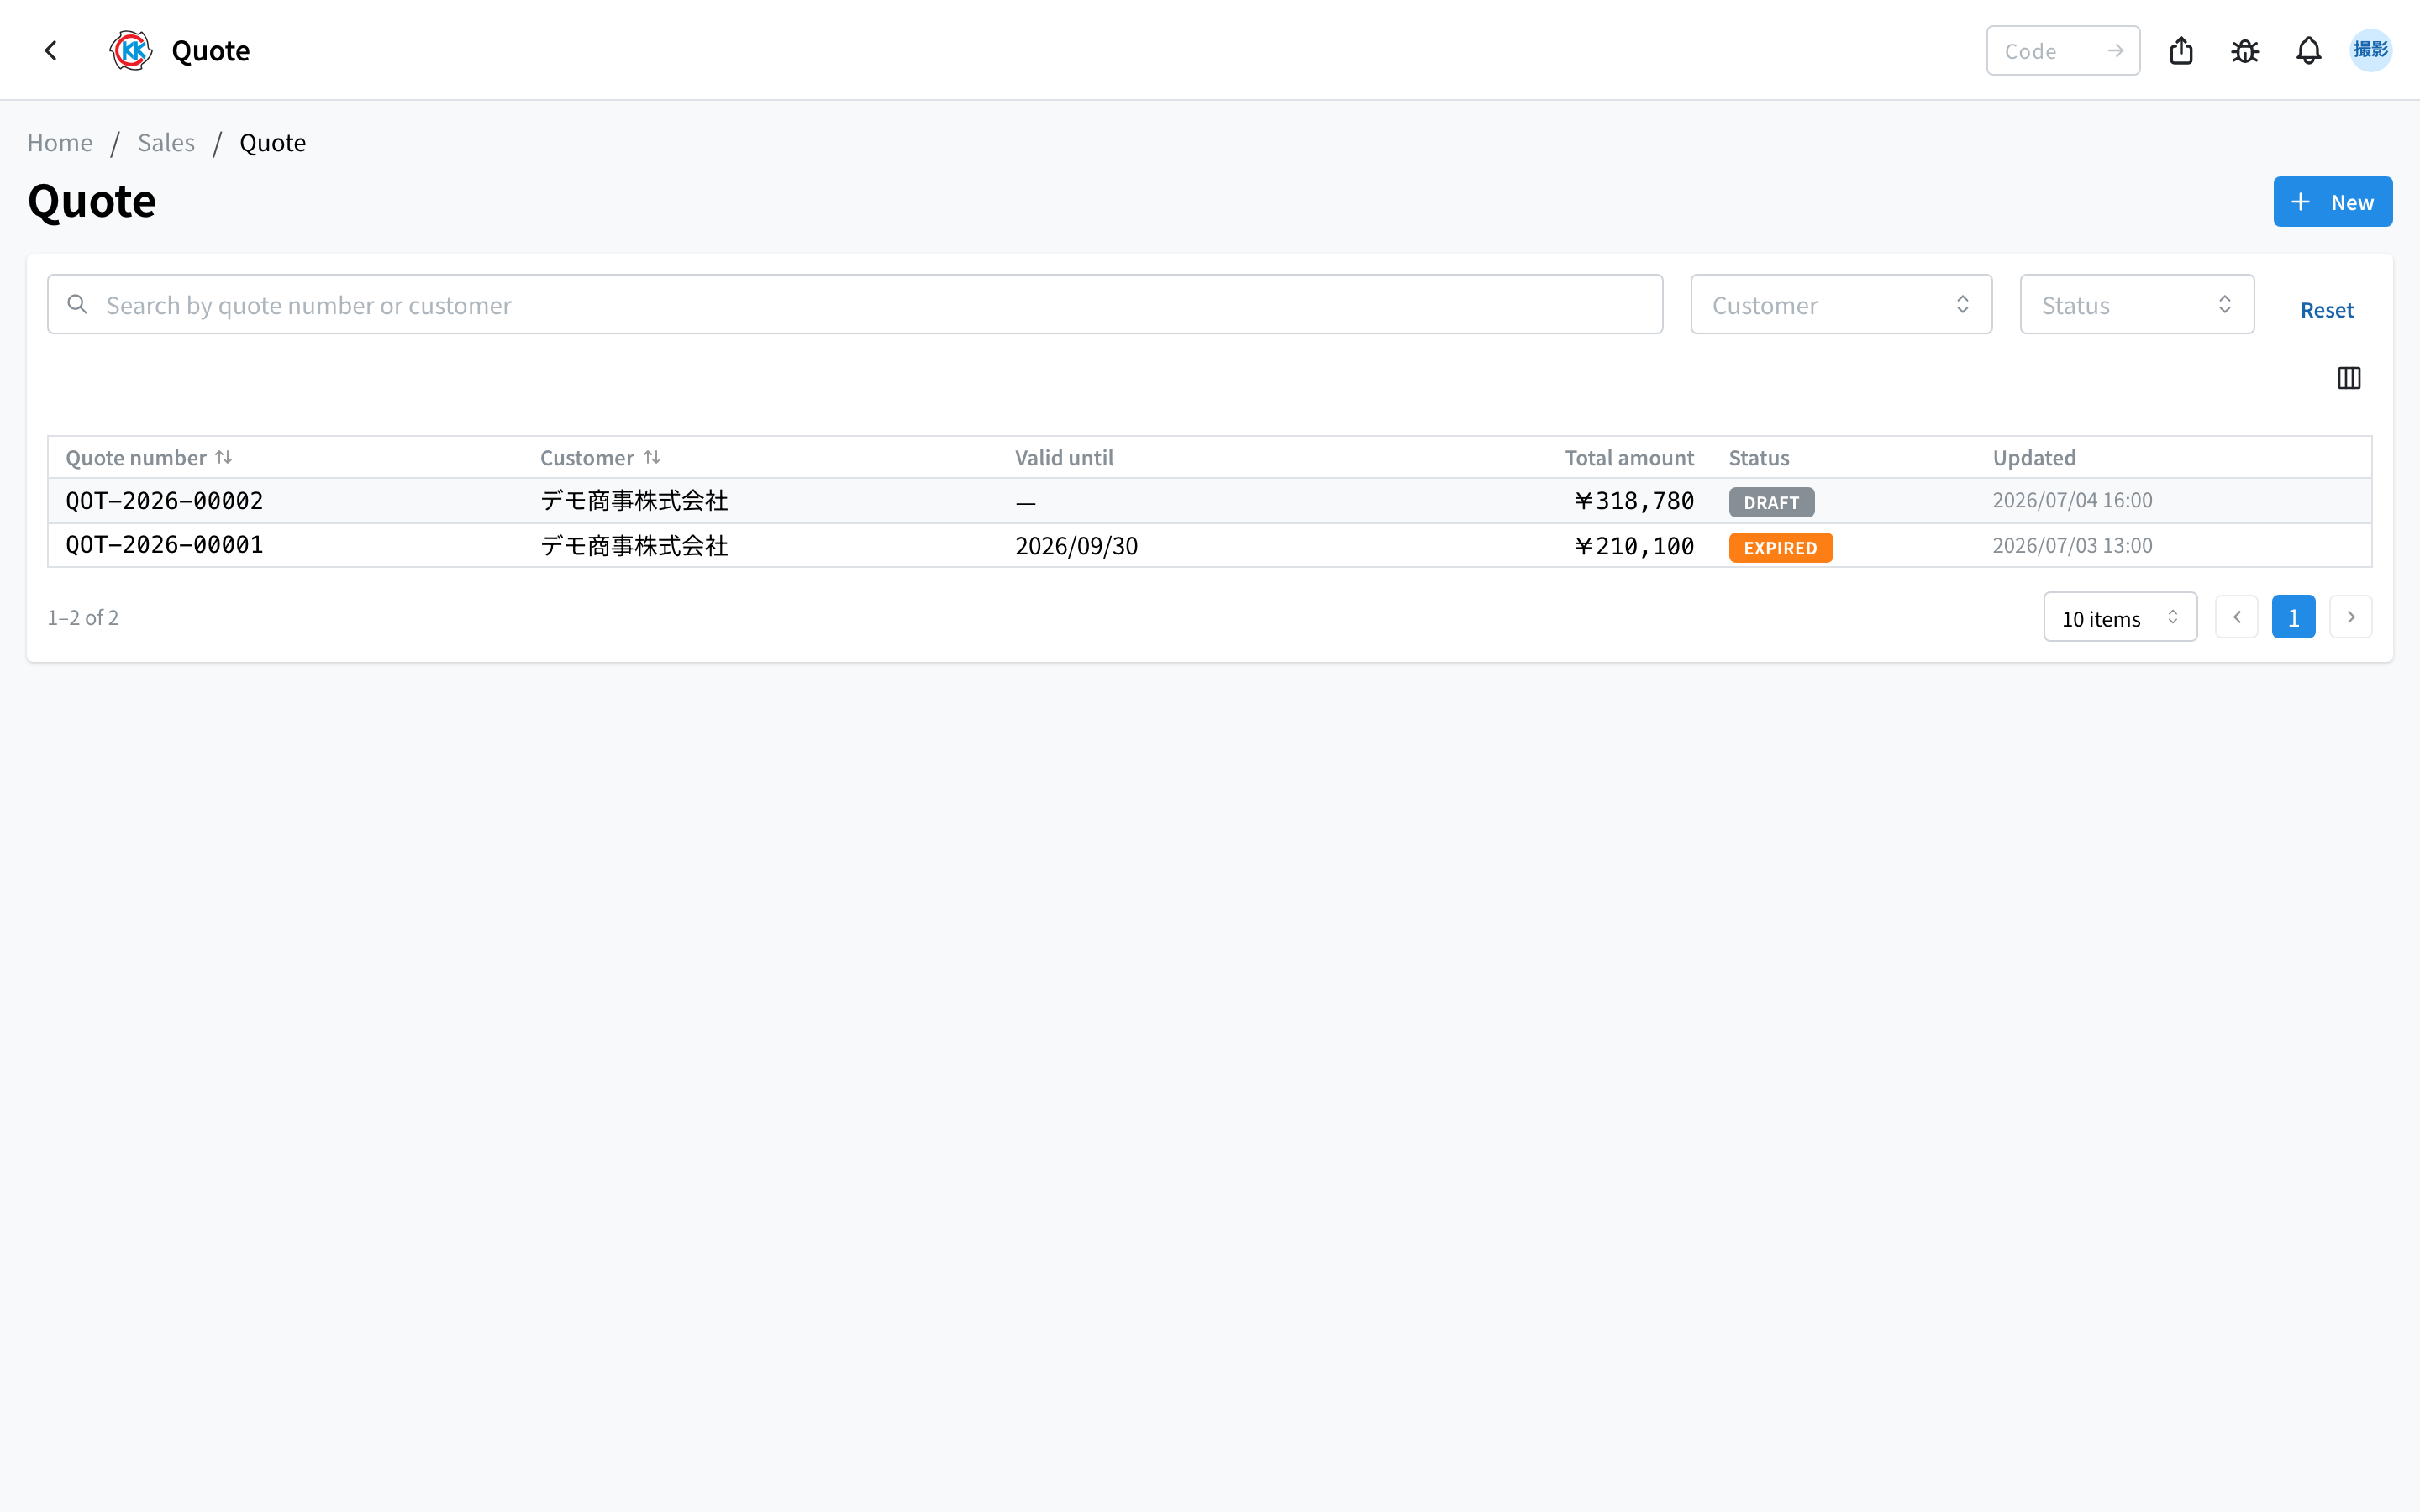 KK Quote Code 撮影
Home / Sales / Quote
Quote
New
Search by quote number or customer Customer Status Reset
Quote number Customer Valid until Total amount Status Updated
QOT-2026-00002 デモ商事株式会社 — ¥318,780 DRAFT 2026/07/04 16:00
QOT-2026-00001 デモ商事株式会社 2026/09/30 ¥210,100 EXPIRED 2026/07/03 13:00
1–2 of 2 10 items 1